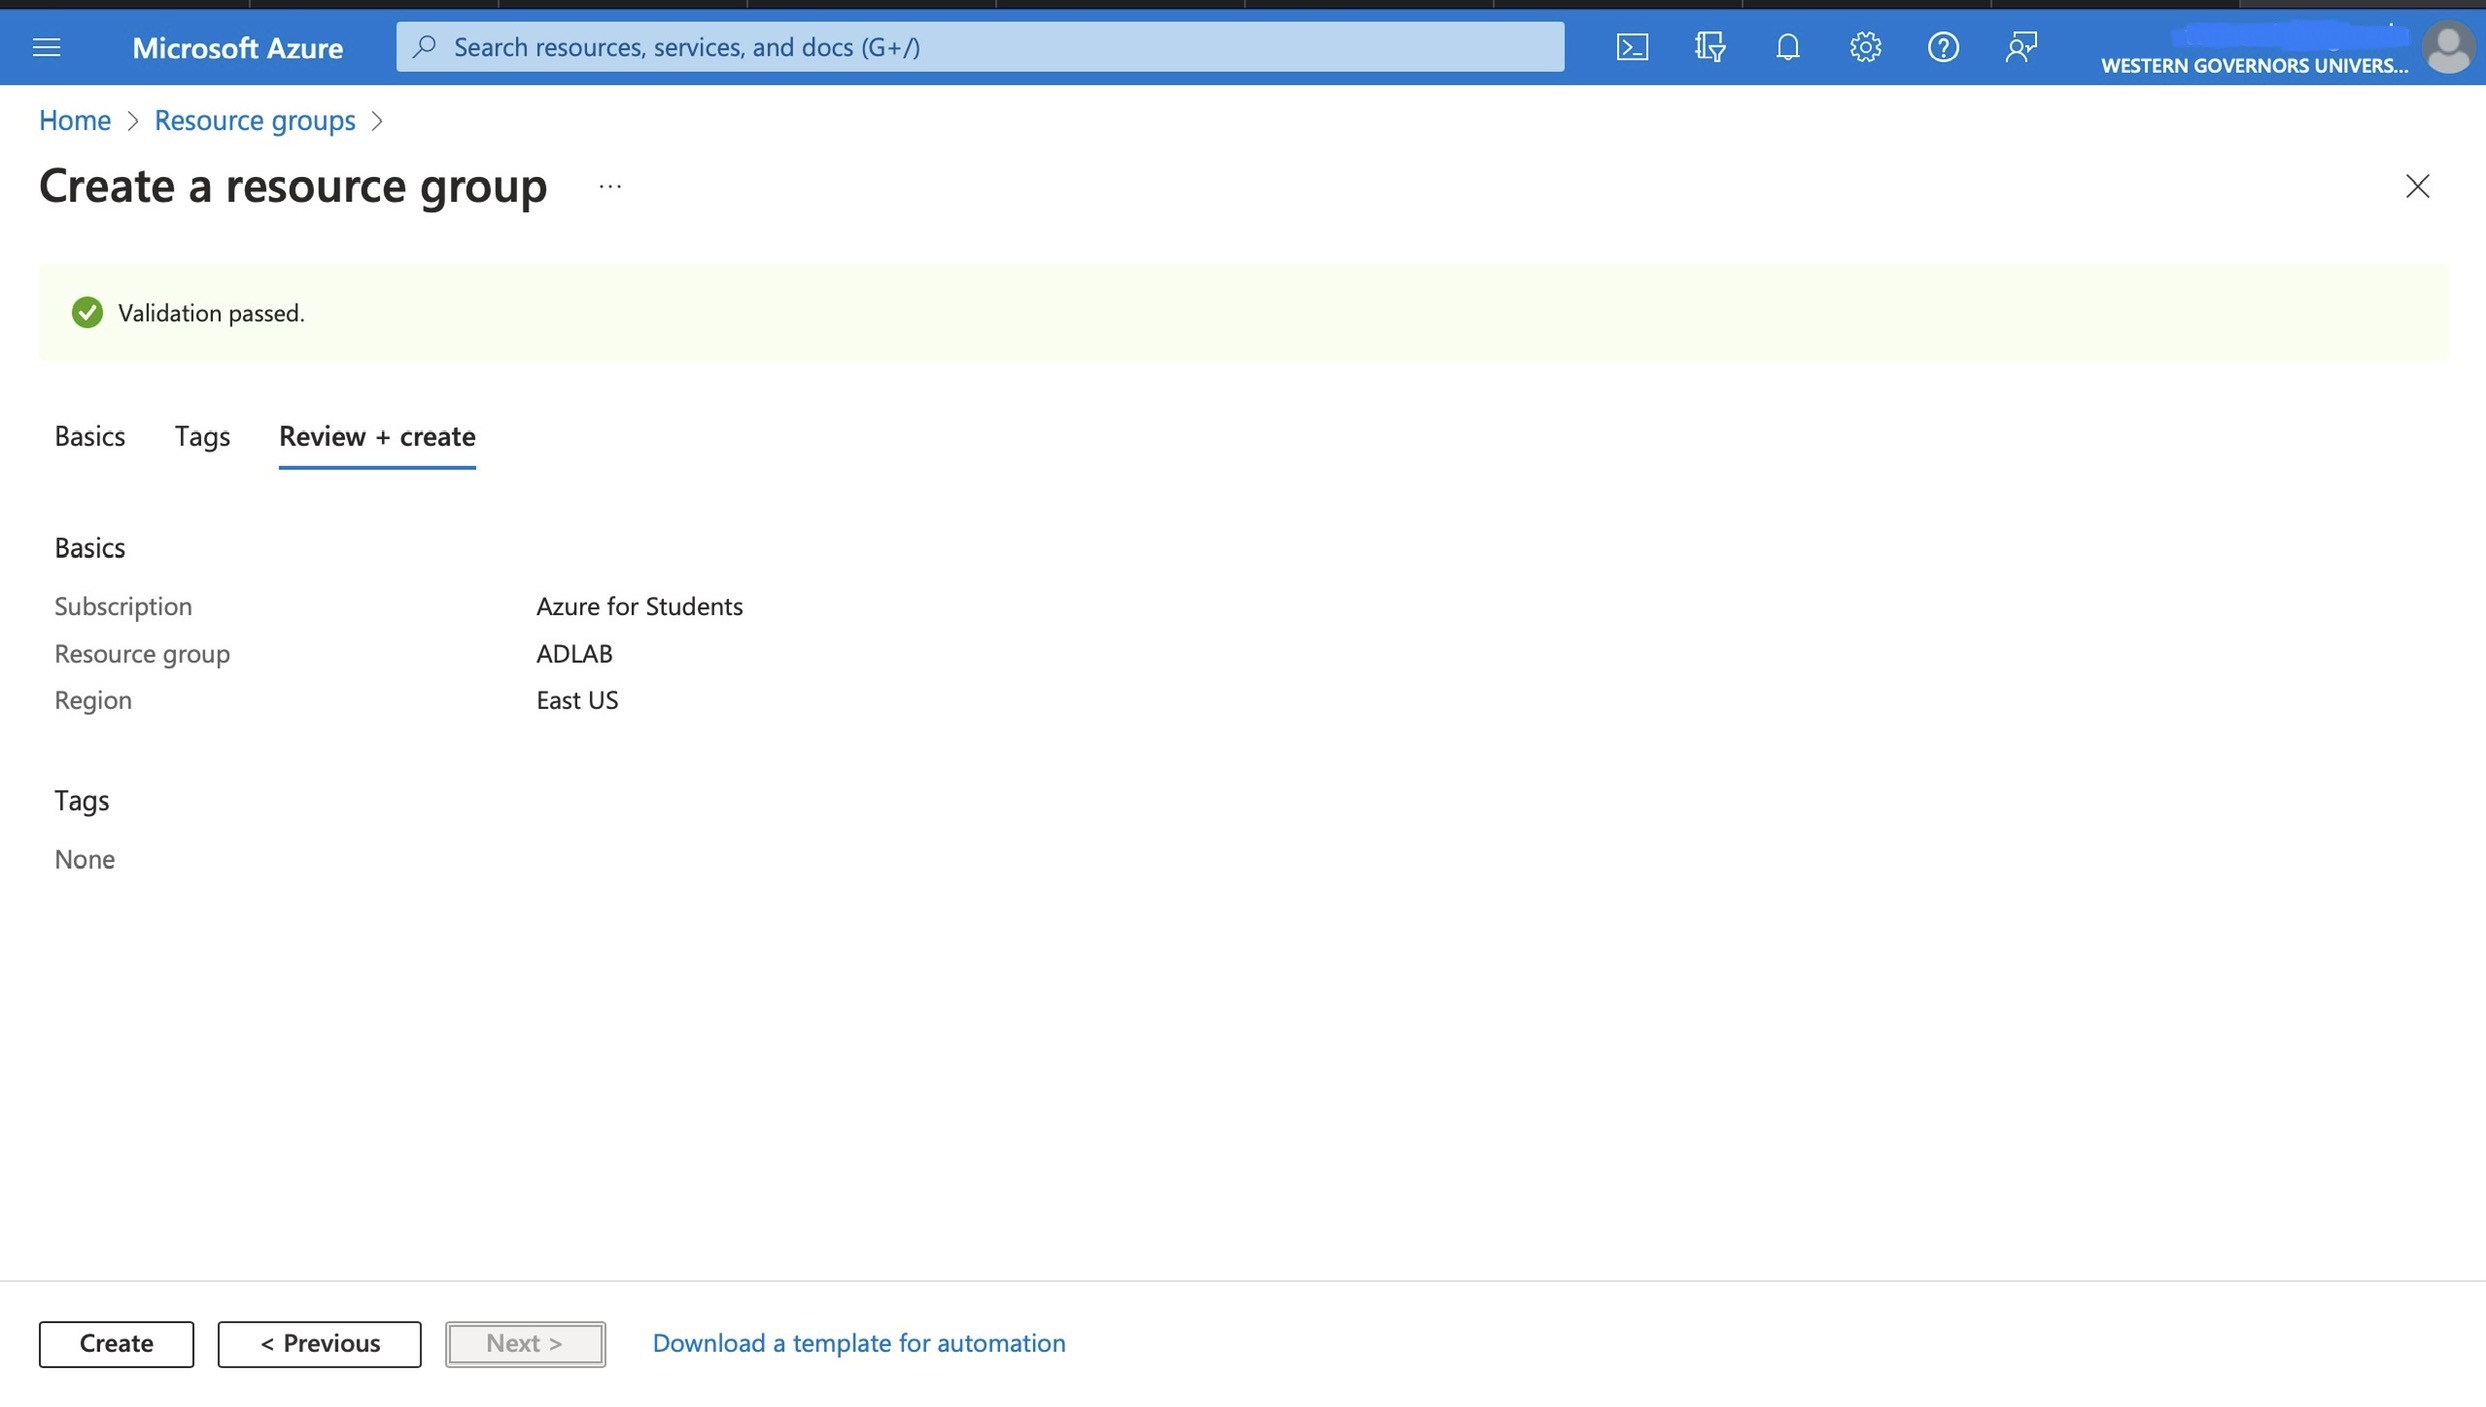 Microsoft Azure
Search resources, services, and docs (G+/)
WESTERN GOVERNORS UNIVERS...
Home > Resource groups >
Create a resource group ...
Validation passed.
Basics Tags Review + create
Basics
Subscription Azure for Students
Resource group ADLAB
Region East US
Tags
None
Create < Previous Next > Download a template for automation